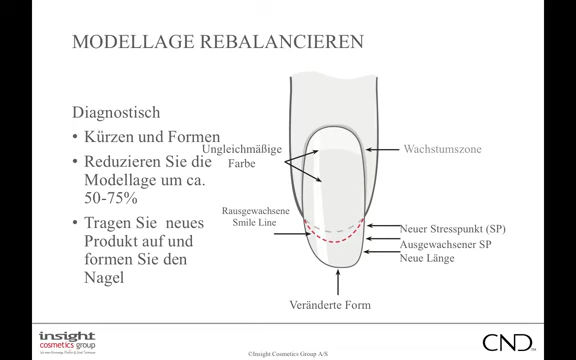 MODELLAGE REBALANCIEREN
Diagnostisch
• Kürzen und Formen
• Reduzieren Sie die
Modellage um ca.
50-75%
• Tragen Sie neues
Produkt auf und
formen Sie den
Nagel
Ungleichmäßige
Farbe
Wachstumszone
Rausgewachsene
Smile Line
Neuer Stresspunkt (SP)
Ausgewachsener SP
Neue Länge
Veränderte Form
insight
cosmetics group
©Insight Cosmetics Group A/S
CND